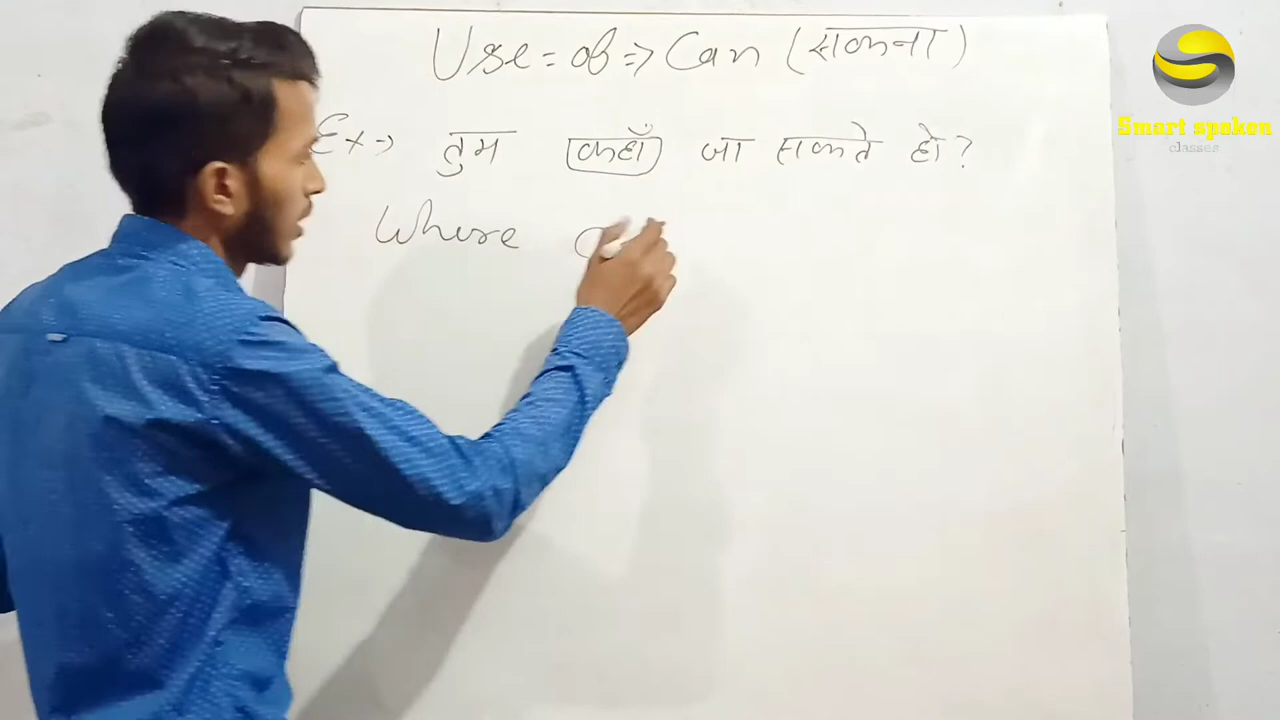 Use = of => Can (सकना)
Ex -> तुम कहाँ जा सकते हो?
Where
Smart spoken
classes